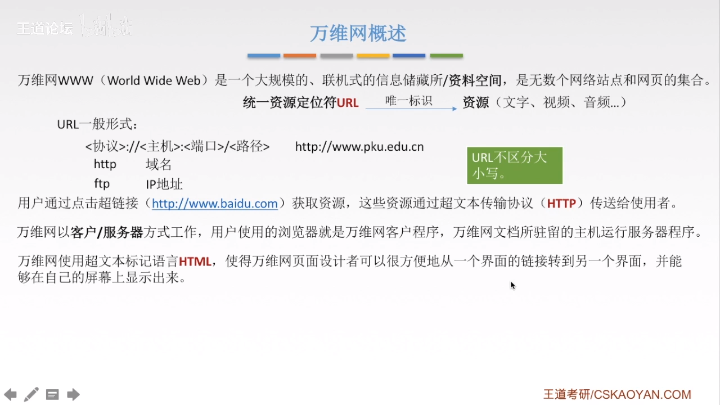 王道论坛
万维网概述
万维网WWW（World Wide Web）是一个大规模的、联机式的信息储藏所/资料空间，是无数个网络站点和网页的集合。
统一资源定位符URL 唯一标识 资源（文字、视频、音频…）
URL一般形式：
<协议>://<主机>:<端口>/<路径> http://www.pku.edu.cn
http 域名
ftp IP地址
URL不区分大
小写。
用户通过点击超链接（http://www.baidu.com）获取资源，这些资源通过超文本传输协议（HTTP）传送给使用者。
万维网以客户/服务器方式工作，用户使用的浏览器就是万维网客户程序，万维网文档所驻留的主机运行服务器程序。
万维网使用超文本标记语言HTML，使得万维网页面设计者可以很方便地从一个界面的链接转到另一个界面，并能
够在自己的屏幕上显示出来。
王道考研/CSKAOYAN.COM